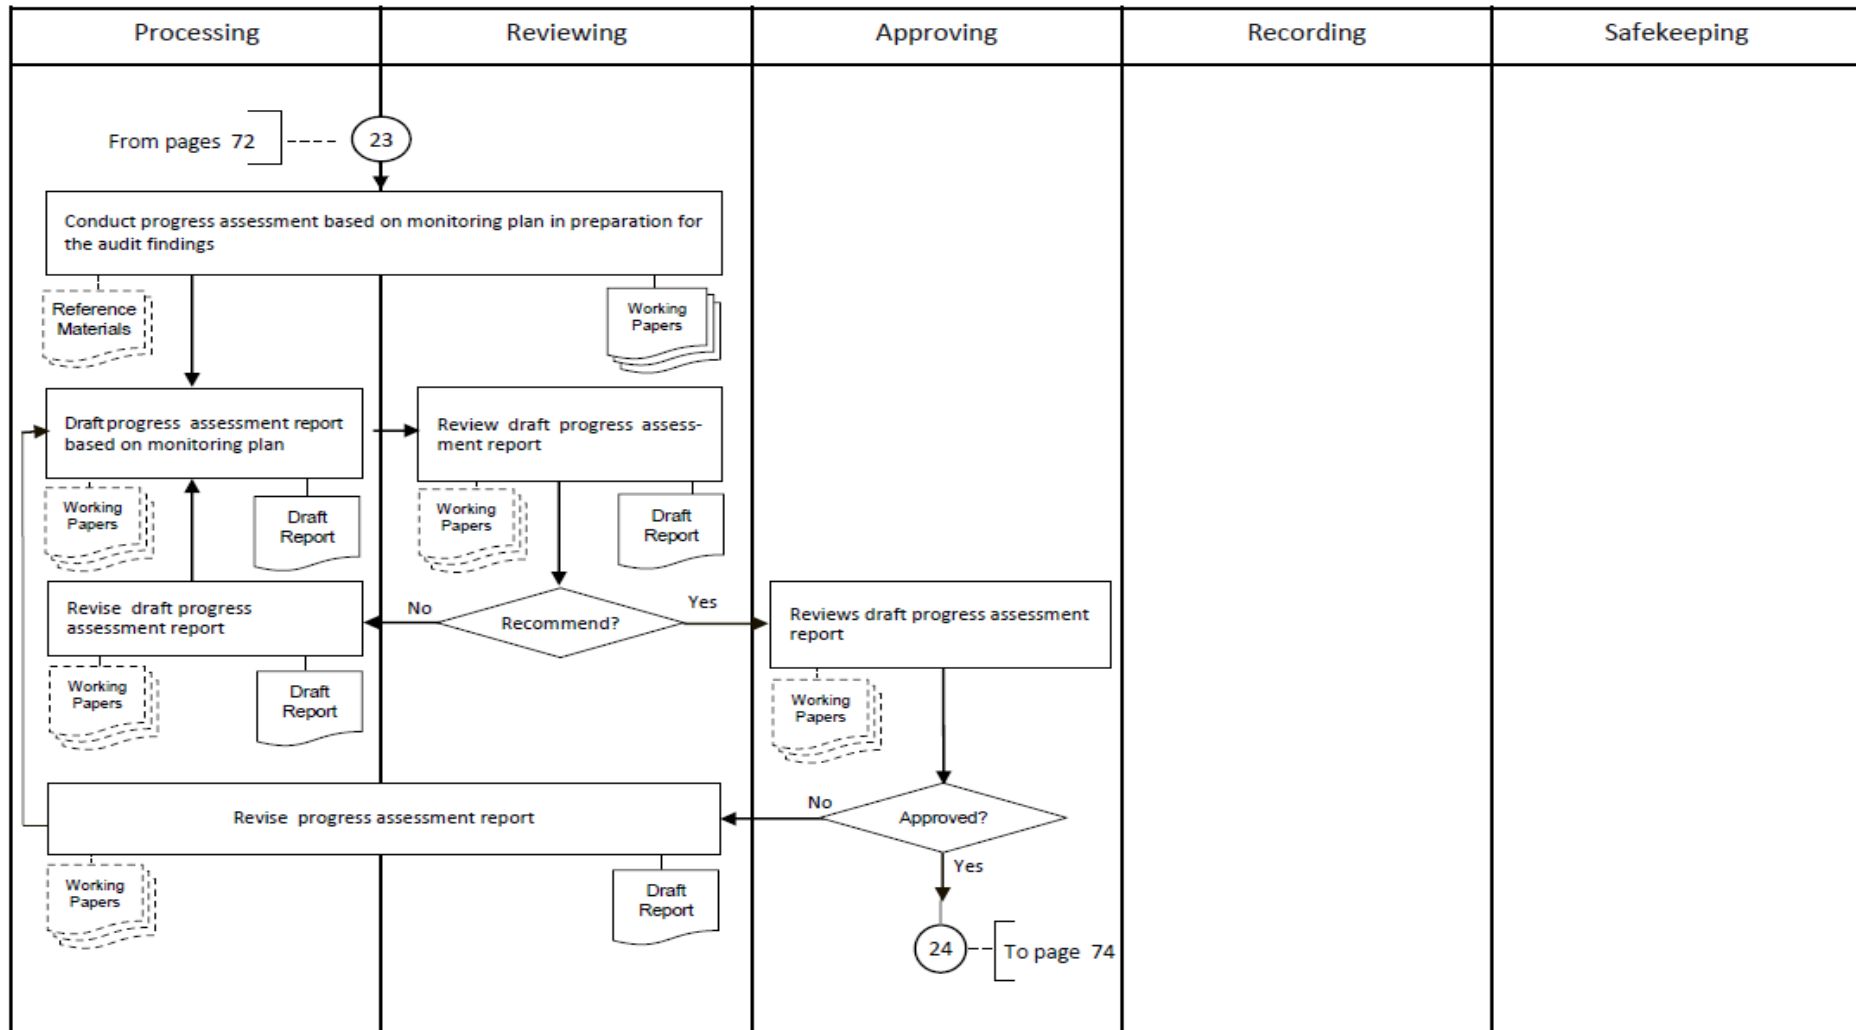 Processing
Reviewing
Approving
Recording
Safekeeping
From pages 72
23
Conduct progress assessment based on monitoring plan in preparation for
the audit findings
Reference
Materials
Working
Papers
Draft progress assessment report
based on monitoring plan
Review draft progress assess-
ment report
Working
Papers
Draft
Report
Working
Papers
Draft
Report
Revise draft progress
assessment report
No
Recommend?
Yes
Reviews draft progress assessment
report
Working
Papers
Draft
Report
Working
Papers
Revise progress assessment report
No
Approved?
Yes
Working
Papers
Draft
Report
24
To page 74